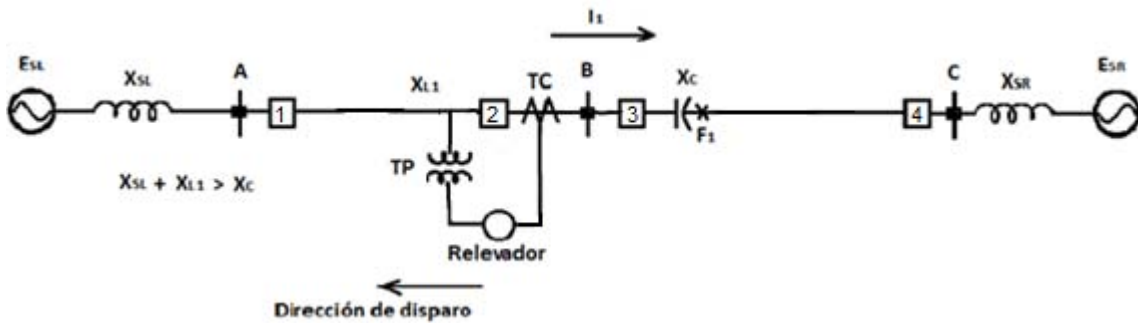 I1
ESL
XSL
A
XL1
TC
B
XC
C
XSR
ESR
1
2
3
4
F1
TP
XSL + XL1 > XC
Relevador
Dirección de disparo